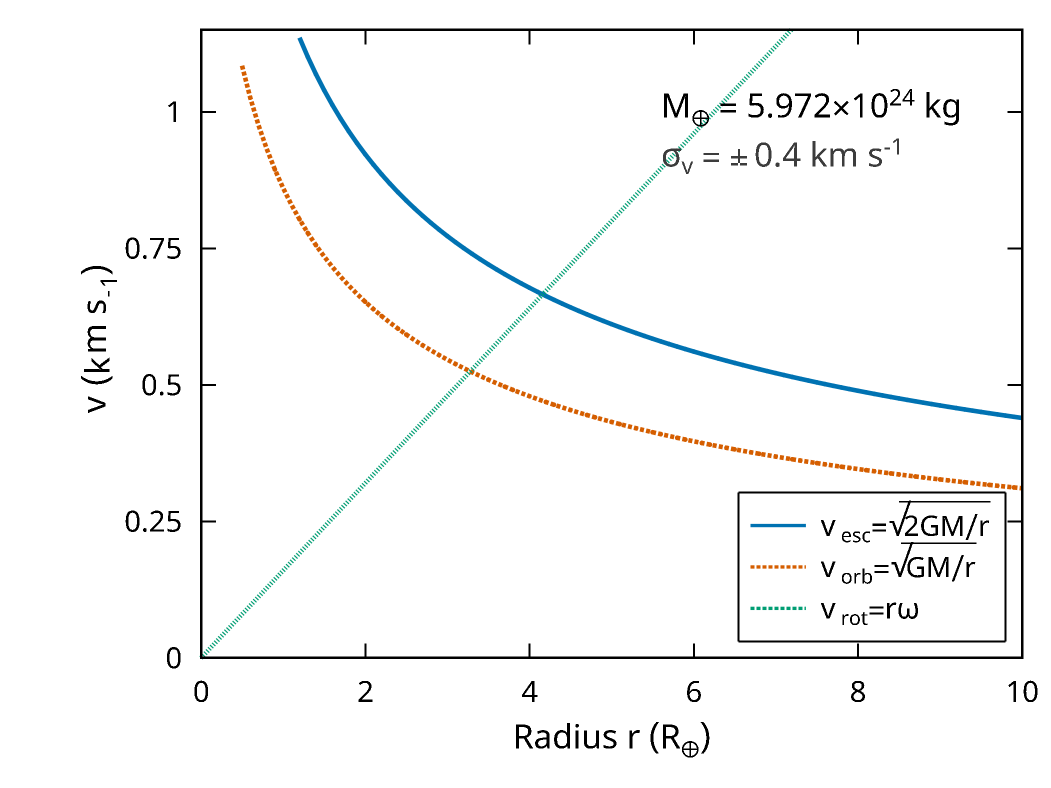 M⊕ = 5.972×10²⁴ kg
σᵥ = ± 0.4 km s⁻¹
1
0.75
0.5
0.25
0
v (km s₋₁)
v esc=√2GM/r
v orb=√GM/r
v rot=rω
0 2 4 6 8 10
Radius r (R⊕)